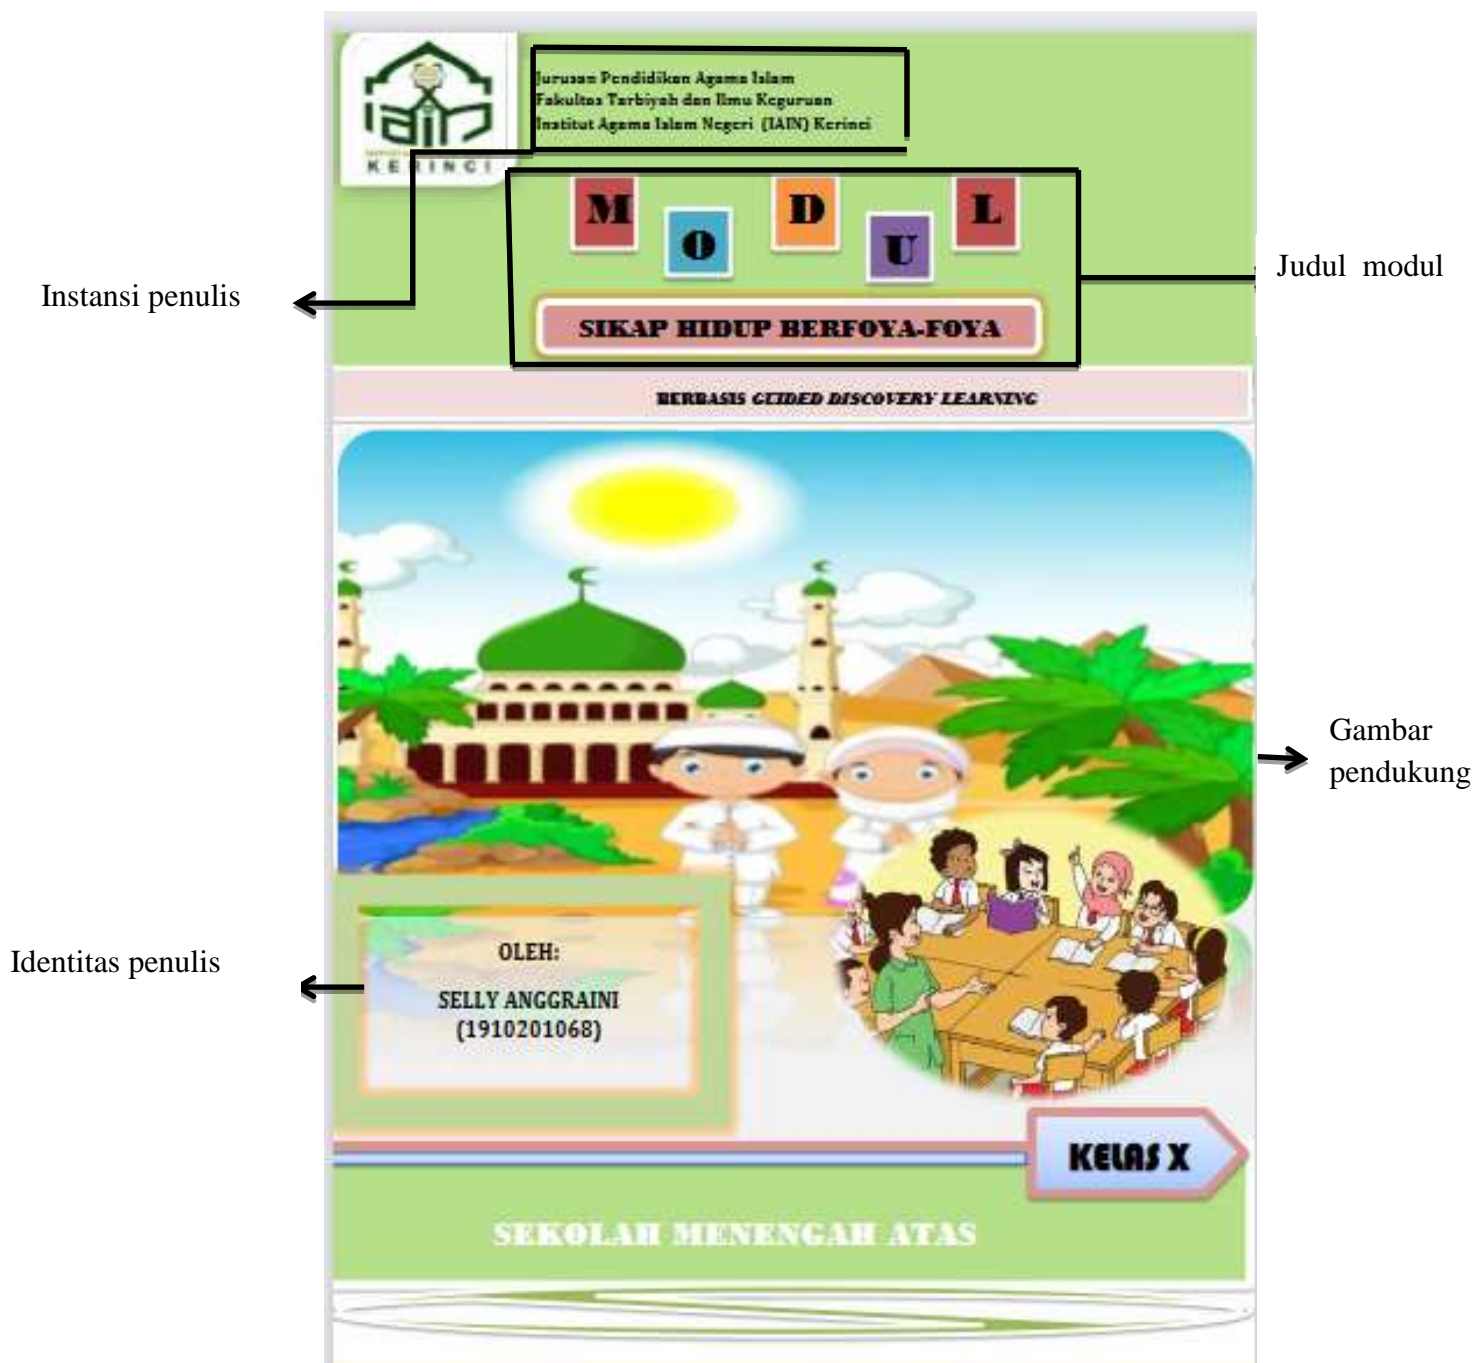 iain
KERINCI
Jurusan Pendidikan Agama Islam
Fakultas Tarbiyah dan Ilmu Keguruan
Institut Agama Islam Negeri (IAIN) Kerinci
MODUL
Judul modul
Instansi penulis
SIKAP HIDUP BERFOYA-FOYA
BERBASIS GUIDED DISCOVERY LEARNING
Gambar
pendukung
Identitas penulis
OLEH:
SELLY ANGGRAINI
(1910201068)
KELAS X
SEKOLAH MENENGAH ATAS